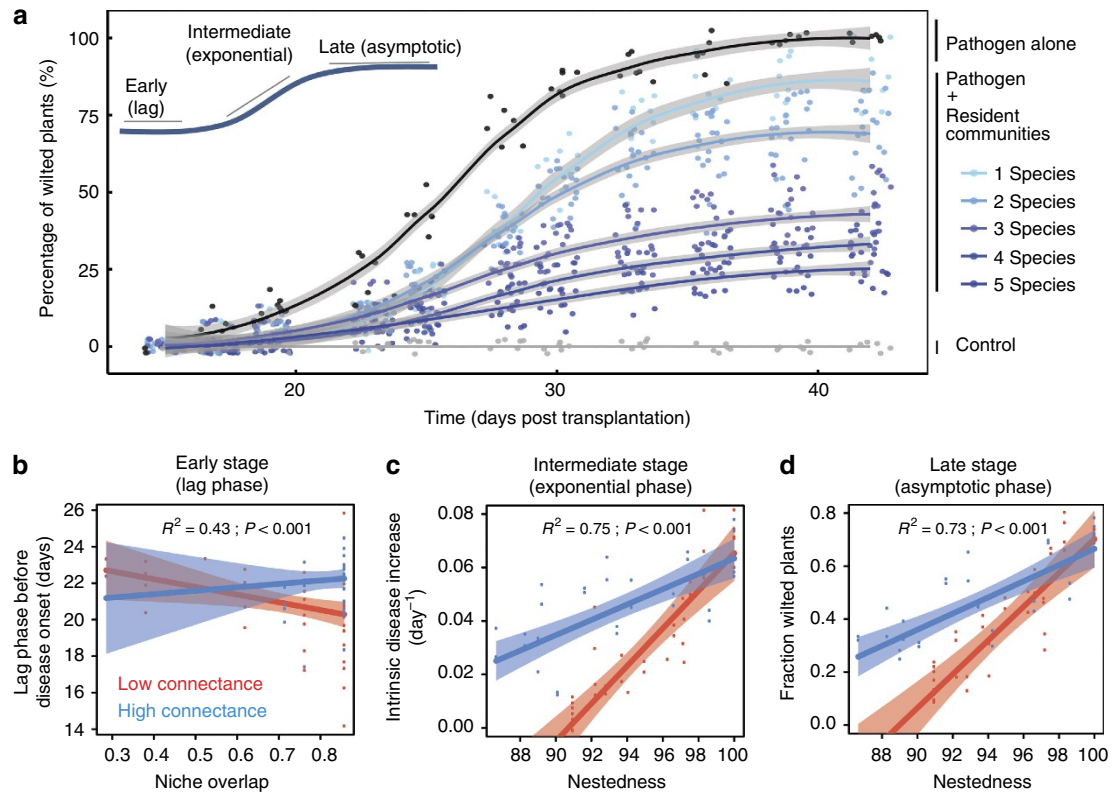 a
Intermediate
(exponential)
Late (asymptotic)
Early
(lag)
Percentage of wilted plants (%)
100
75
50
25
0
20
30
40
Time (days post transplantation)
Pathogen alone
Pathogen
+
Resident
communities
1 Species
2 Species
3 Species
4 Species
5 Species
Control
b
Early stage
(lag phase)
R² = 0.43 ; P < 0.001
Lag phase before
disease onset (days)
26
24
22
20
18
16
14
Low connectance
High connectance
0.3
0.4
0.5
0.6
0.7
0.8
Niche overlap
c
Intermediate stage
(exponential phase)
R² = 0.75 ; P < 0.001
Intrinsic disease increase
(day⁻¹)
0.08
0.06
0.04
0.02
0.00
88
90
92
94
96
98
100
Nestedness
d
Late stage
(asymptotic phase)
R² = 0.73 ; P < 0.001
Fraction wilted plants
0.8
0.6
0.4
0.2
0.0
88
90
92
94
96
98
100
Nestedness